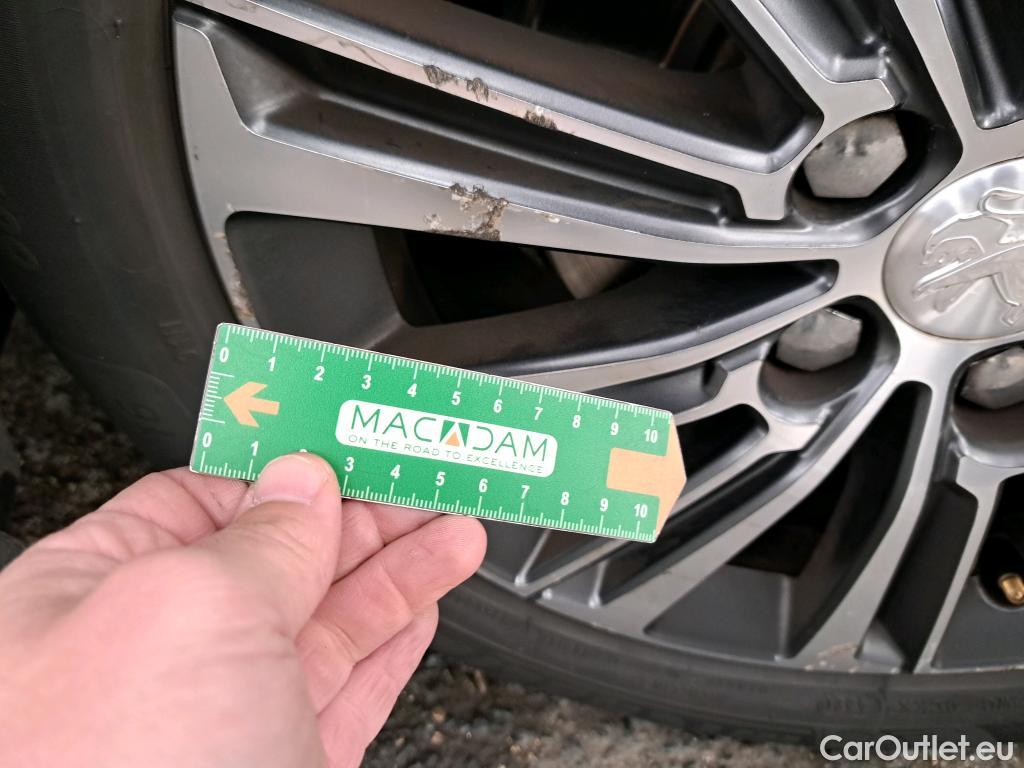 0 1 2 3 4 5 6 7 8 9 10
MACADAM
ON THE ROAD TO EXCELLENCE
0 1 3 4 5 6 7 8 9 10
CarOutlet.eu